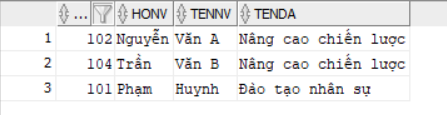 ... HONV TENNV TENDA
1 102 Nguyễn Văn A Nâng cao chiến lược
2 104 Trần Văn B Nâng cao chiến lược
3 101 Phạm Huynh Đào tạo nhân sự